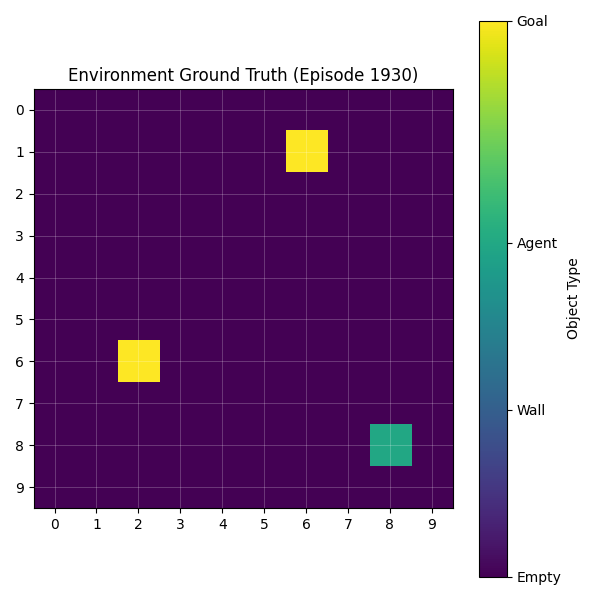 Environment Ground Truth (Episode 1930)
0
1
2
3
4
5
6
7
8
9
0 1 2 3 4 5 6 7 8 9
Goal
Agent
Wall
Empty
Object Type